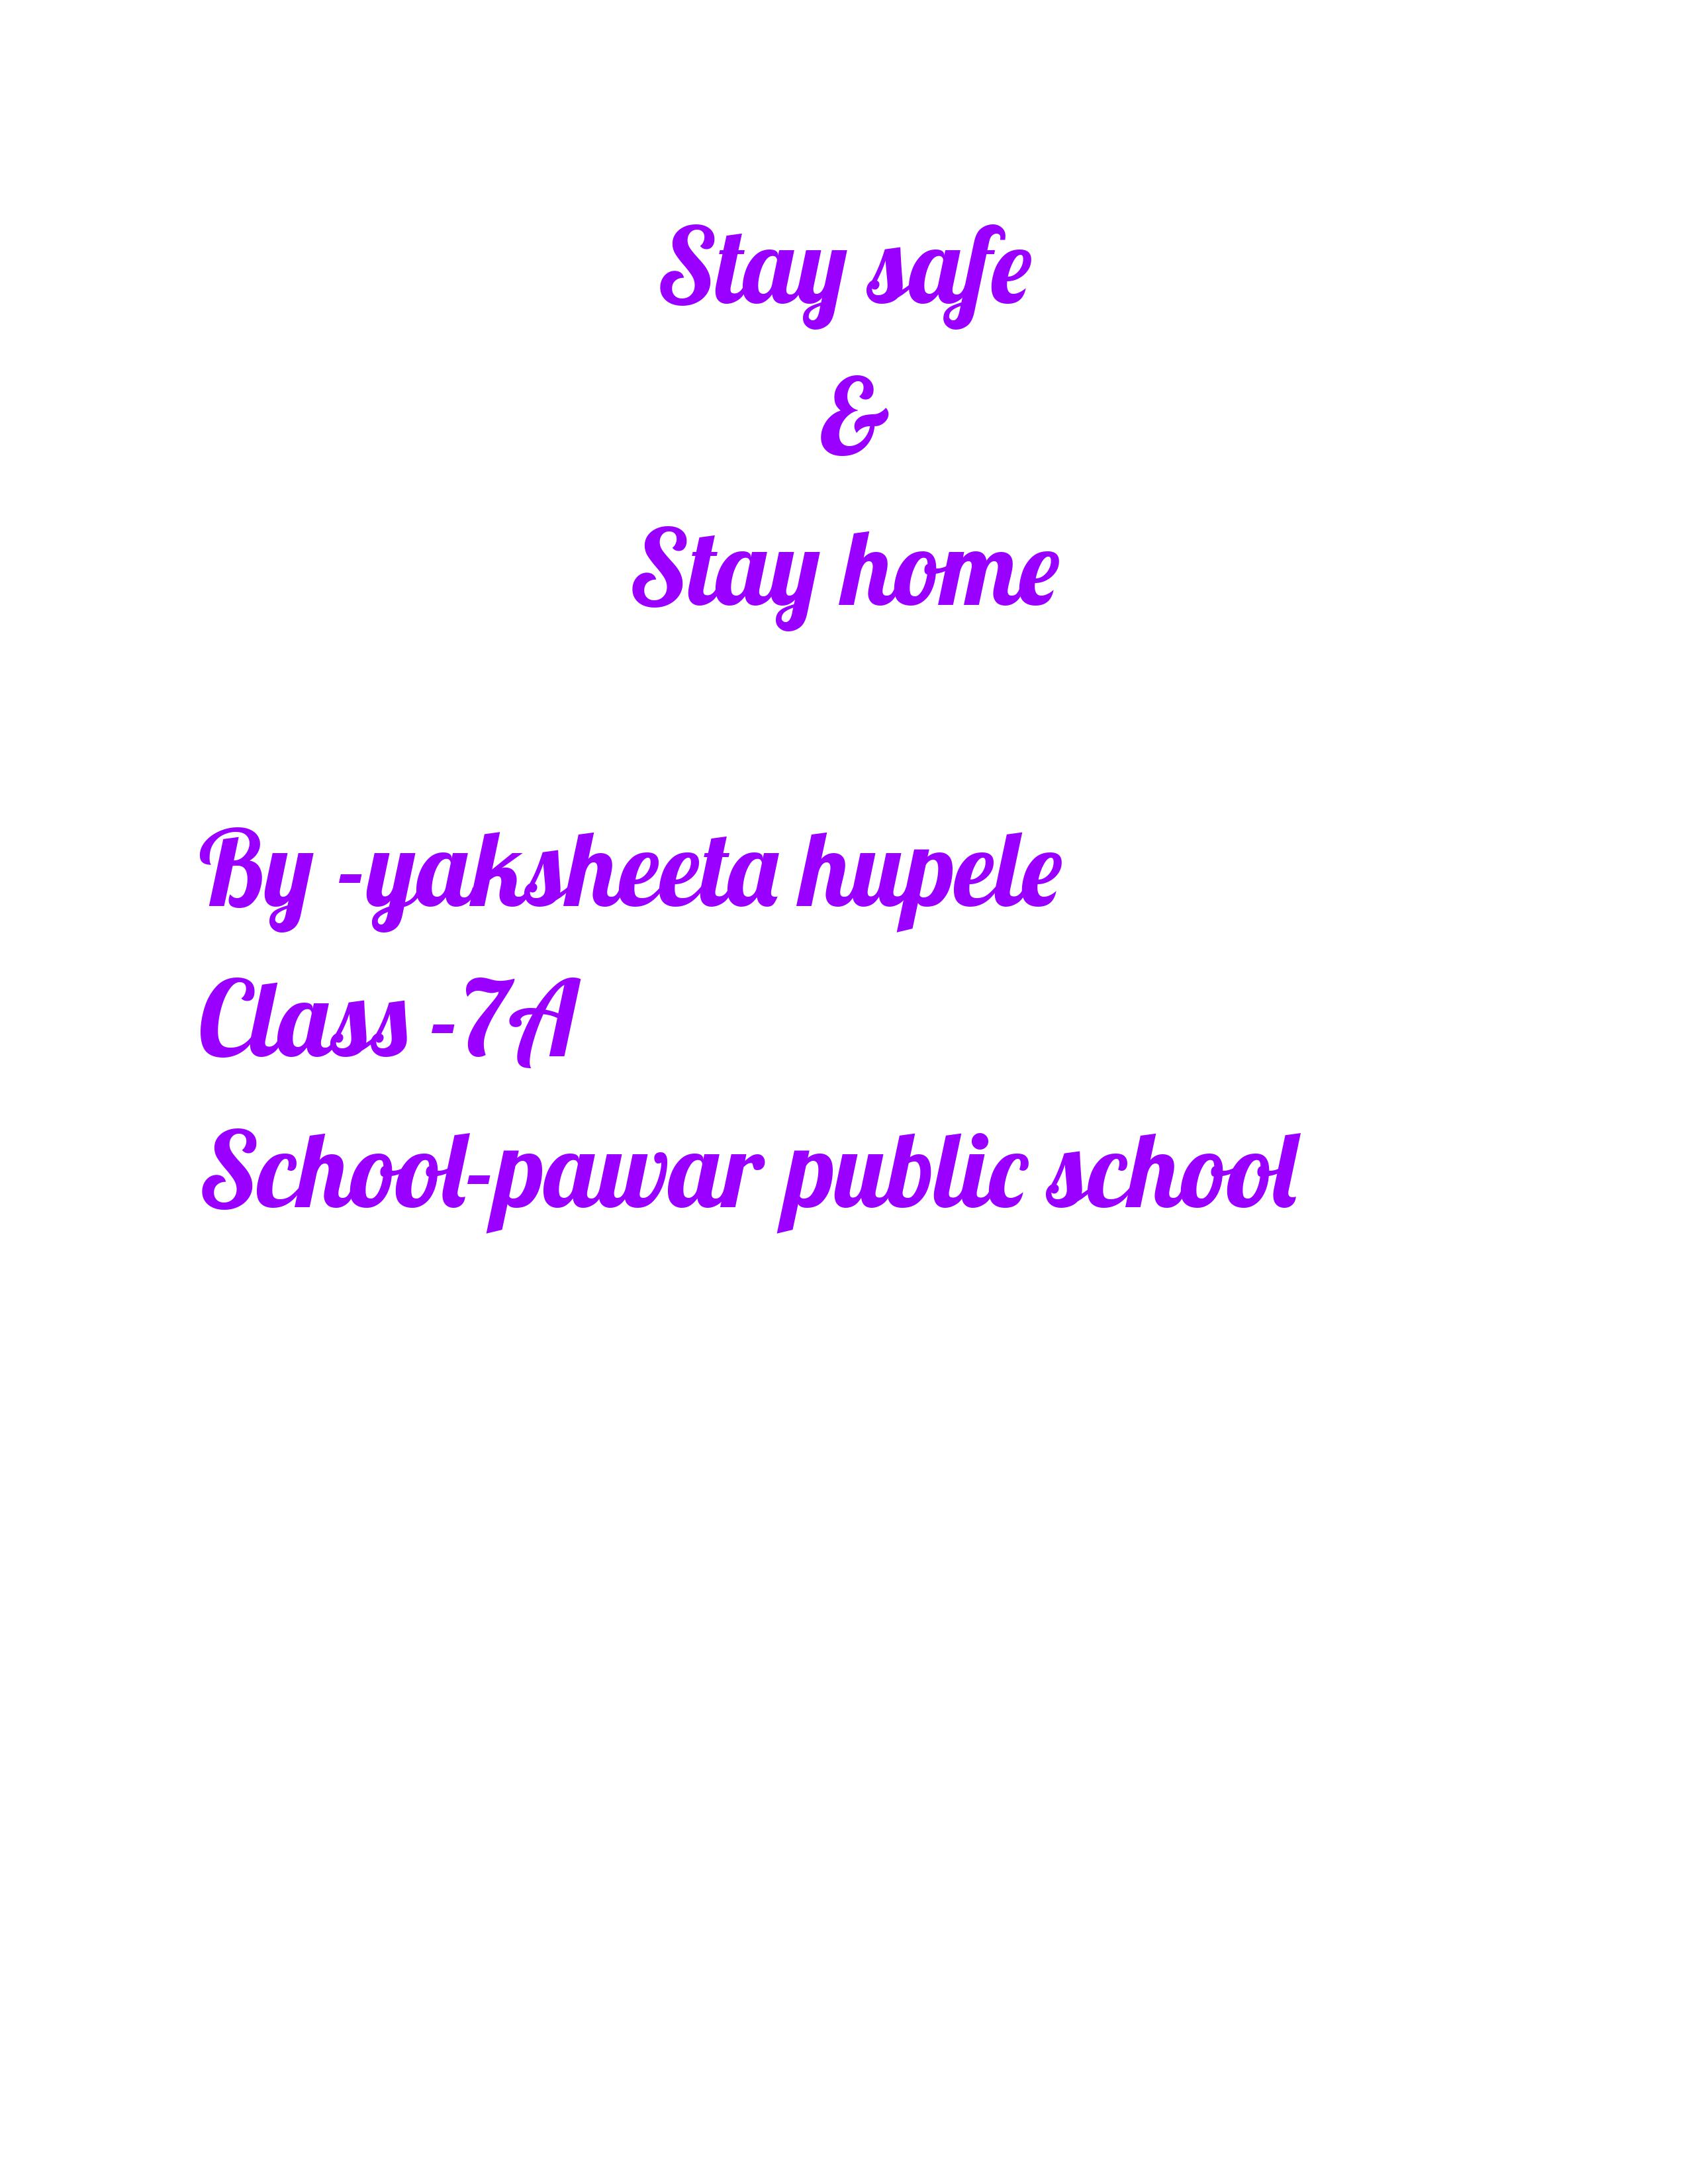 Stay safe
&
Stay home
By -yaksheeta hupele
Class -7A
School-pawar public school